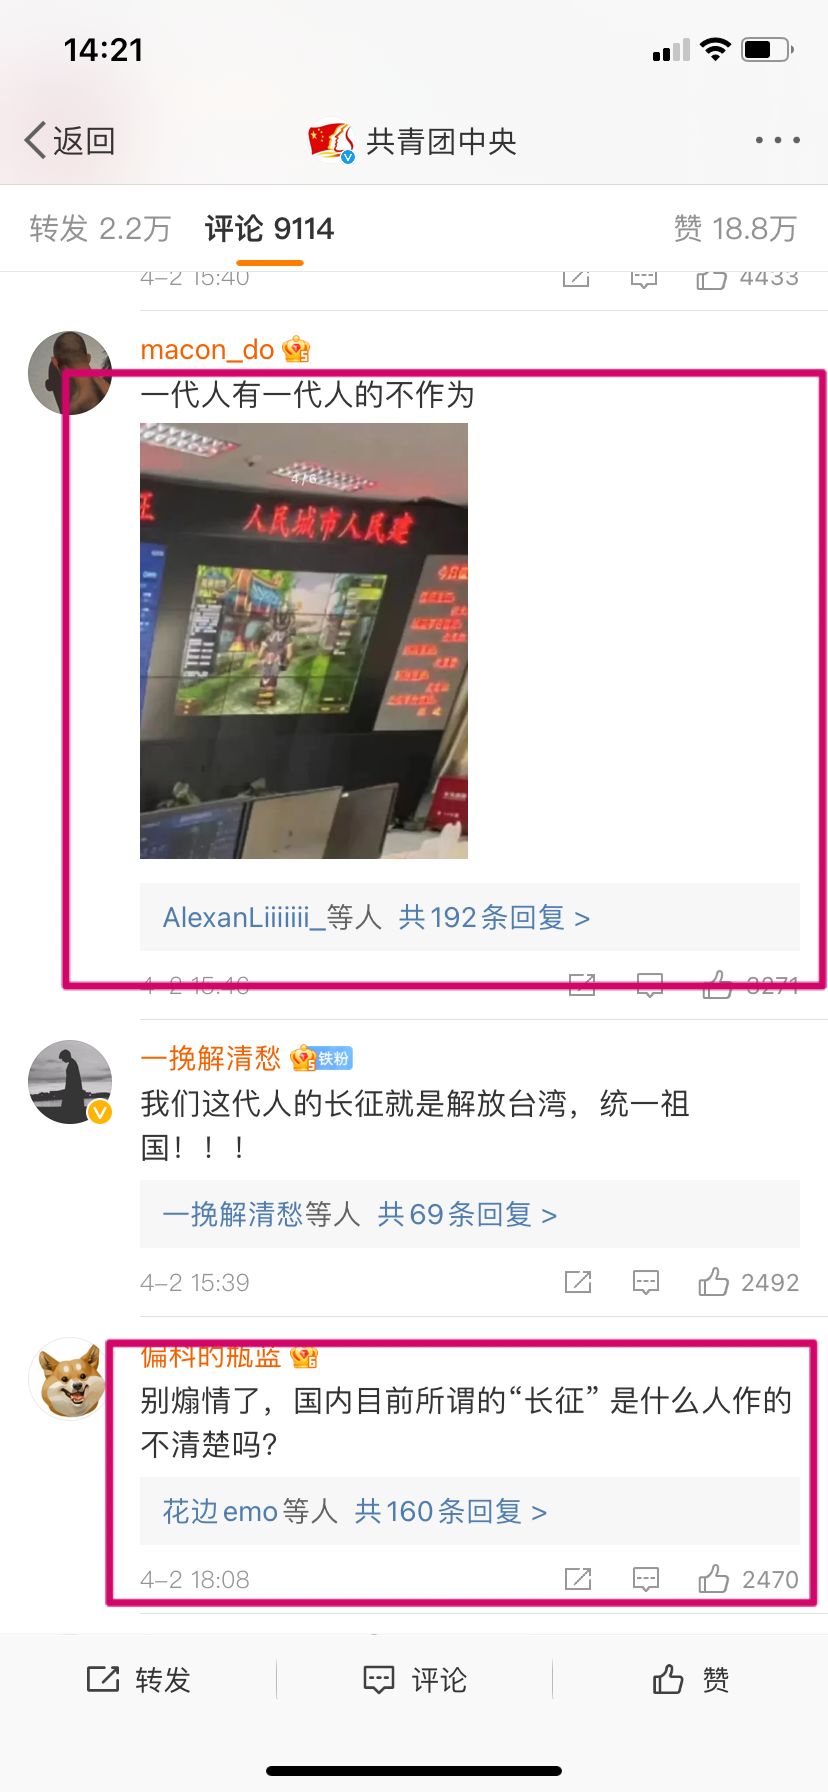 14:21
返回
共青团中央
转发 2.2万 评论 9114 赞 18.8万
4-2 15:40 4433
macon_do
一代人有一代人的不作为
4/6
人民城市人民建
AlexanLiiiiiii_等人 共192条回复 >
4-2 15:46 3271
一挽解清愁 铁粉
我们这代人的长征就是解放台湾，统一祖
国！！！
一挽解清愁等人 共69条回复 >
4-2 15:39 2492
偏科的瓶蓝
别煽情了，国内目前所谓的“长征” 是什么人作的
不清楚吗?
花边emo等人 共160条回复 >
4-2 18:08 2470
转发 评论 赞